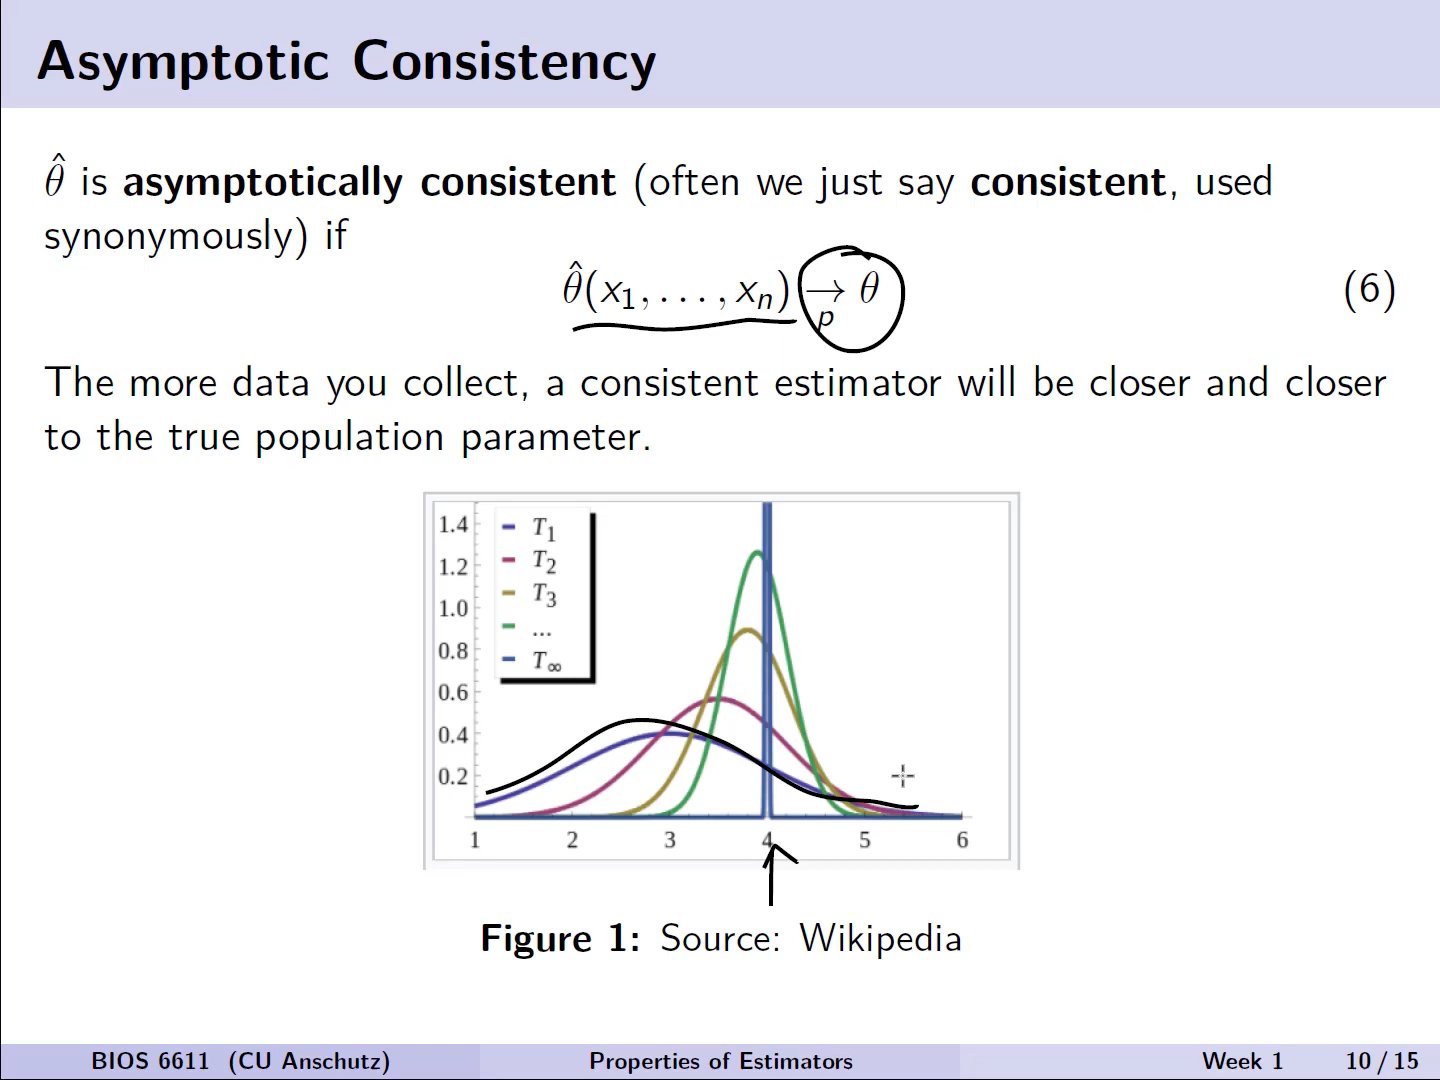 Asymptotic Consistency
θ̂ is asymptotically consistent (often we just say consistent, used
synonymously) if
θ̂(x₁, . . . , xₙ) →ₚ θ (6)
The more data you collect, a consistent estimator will be closer and closer
to the true population parameter.
1.4
1.2
1.0
0.8
0.6
0.4
0.2
T₁
T₂
T₃
...
T∞
1 2 3 4 5 6
Figure 1: Source: Wikipedia
BIOS 6611 (CU Anschutz) Properties of Estimators Week 1 10 / 15